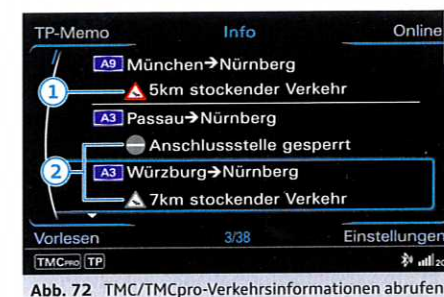 TP-Memo Info Online
A9 München→Nürnberg
1 5km stockender Verkehr
A3 Passau→Nürnberg
Anschlussstelle gesperrt
2 A3 Würzburg→Nürnberg
7km stockender Verkehr
Vorlesen 3/38 Einstellungen
TMCPRO TP
Abb. 72 TMC/TMCpro-Verkehrsinformationen abrufen